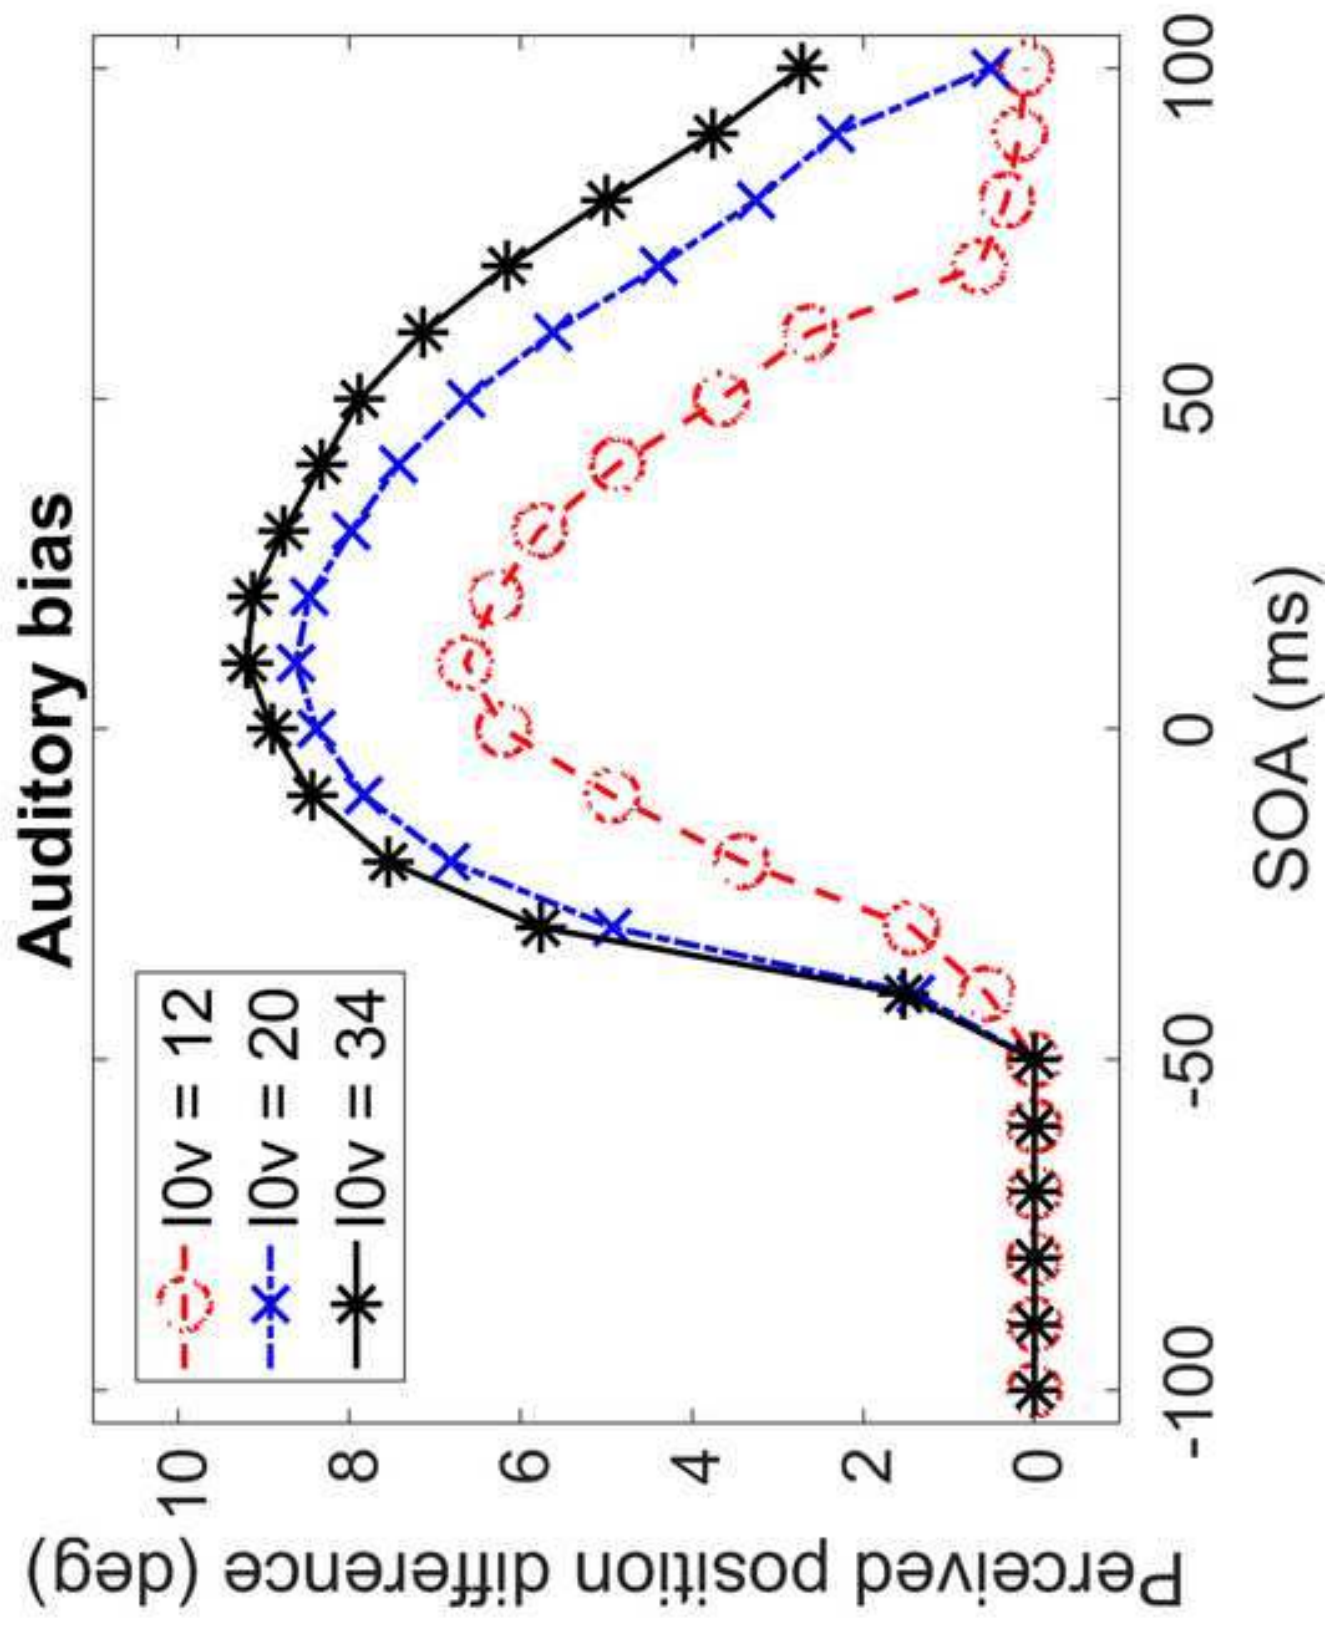 Auditory bias
I0v = 12
I0v = 20
I0v = 34
Perceived position difference (deg)
10
8
6
4
2
0
-100
-50
0
50
100
SOA (ms)